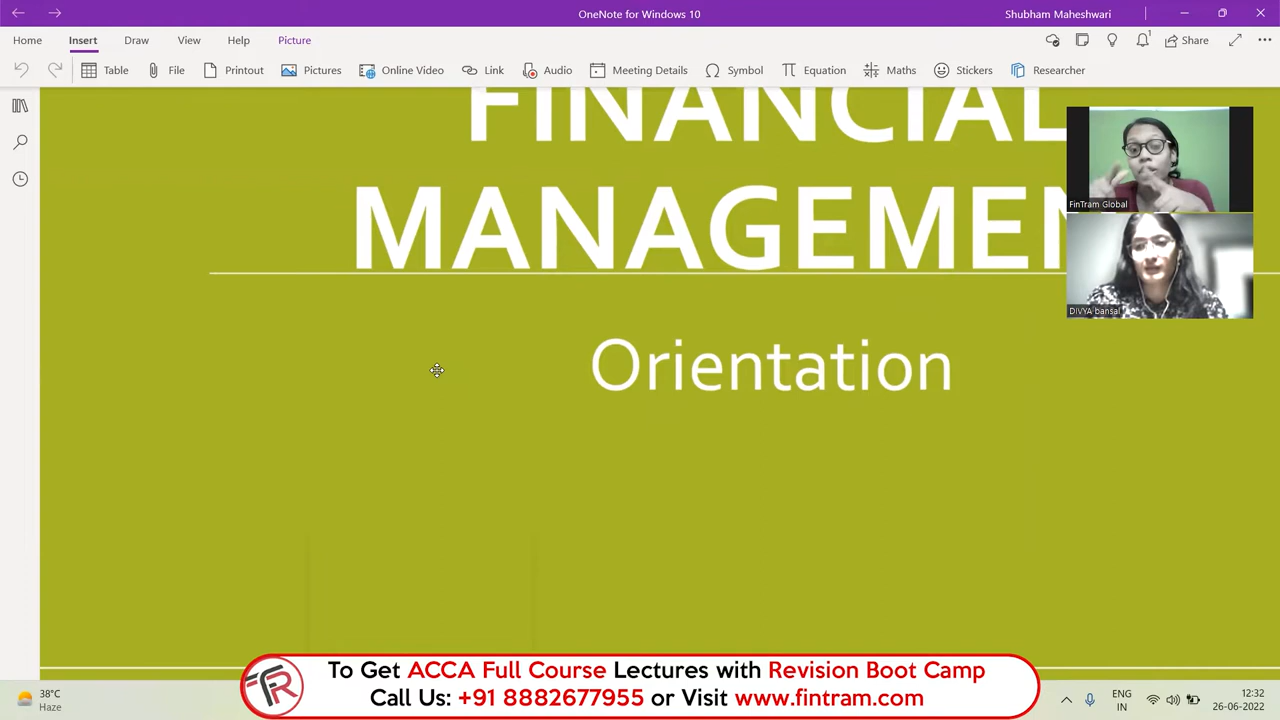 OneNote for Windows 10
Shubham Maheshwari
Home Insert Draw View Help Picture
1
Share
Table File Printout Pictures Online Video Link Audio Meeting Details Symbol Equation Maths Stickers Researcher
FINANCIAL
MANAGEMEN
Orientation
FinTram Global
DIVYA bansal
To Get ACCA Full Course Lectures with Revision Boot Camp
Call Us: +91 8882677955 or Visit www.fintram.com
38°C
Haze
ENG
IN
12:32
26-06-2022